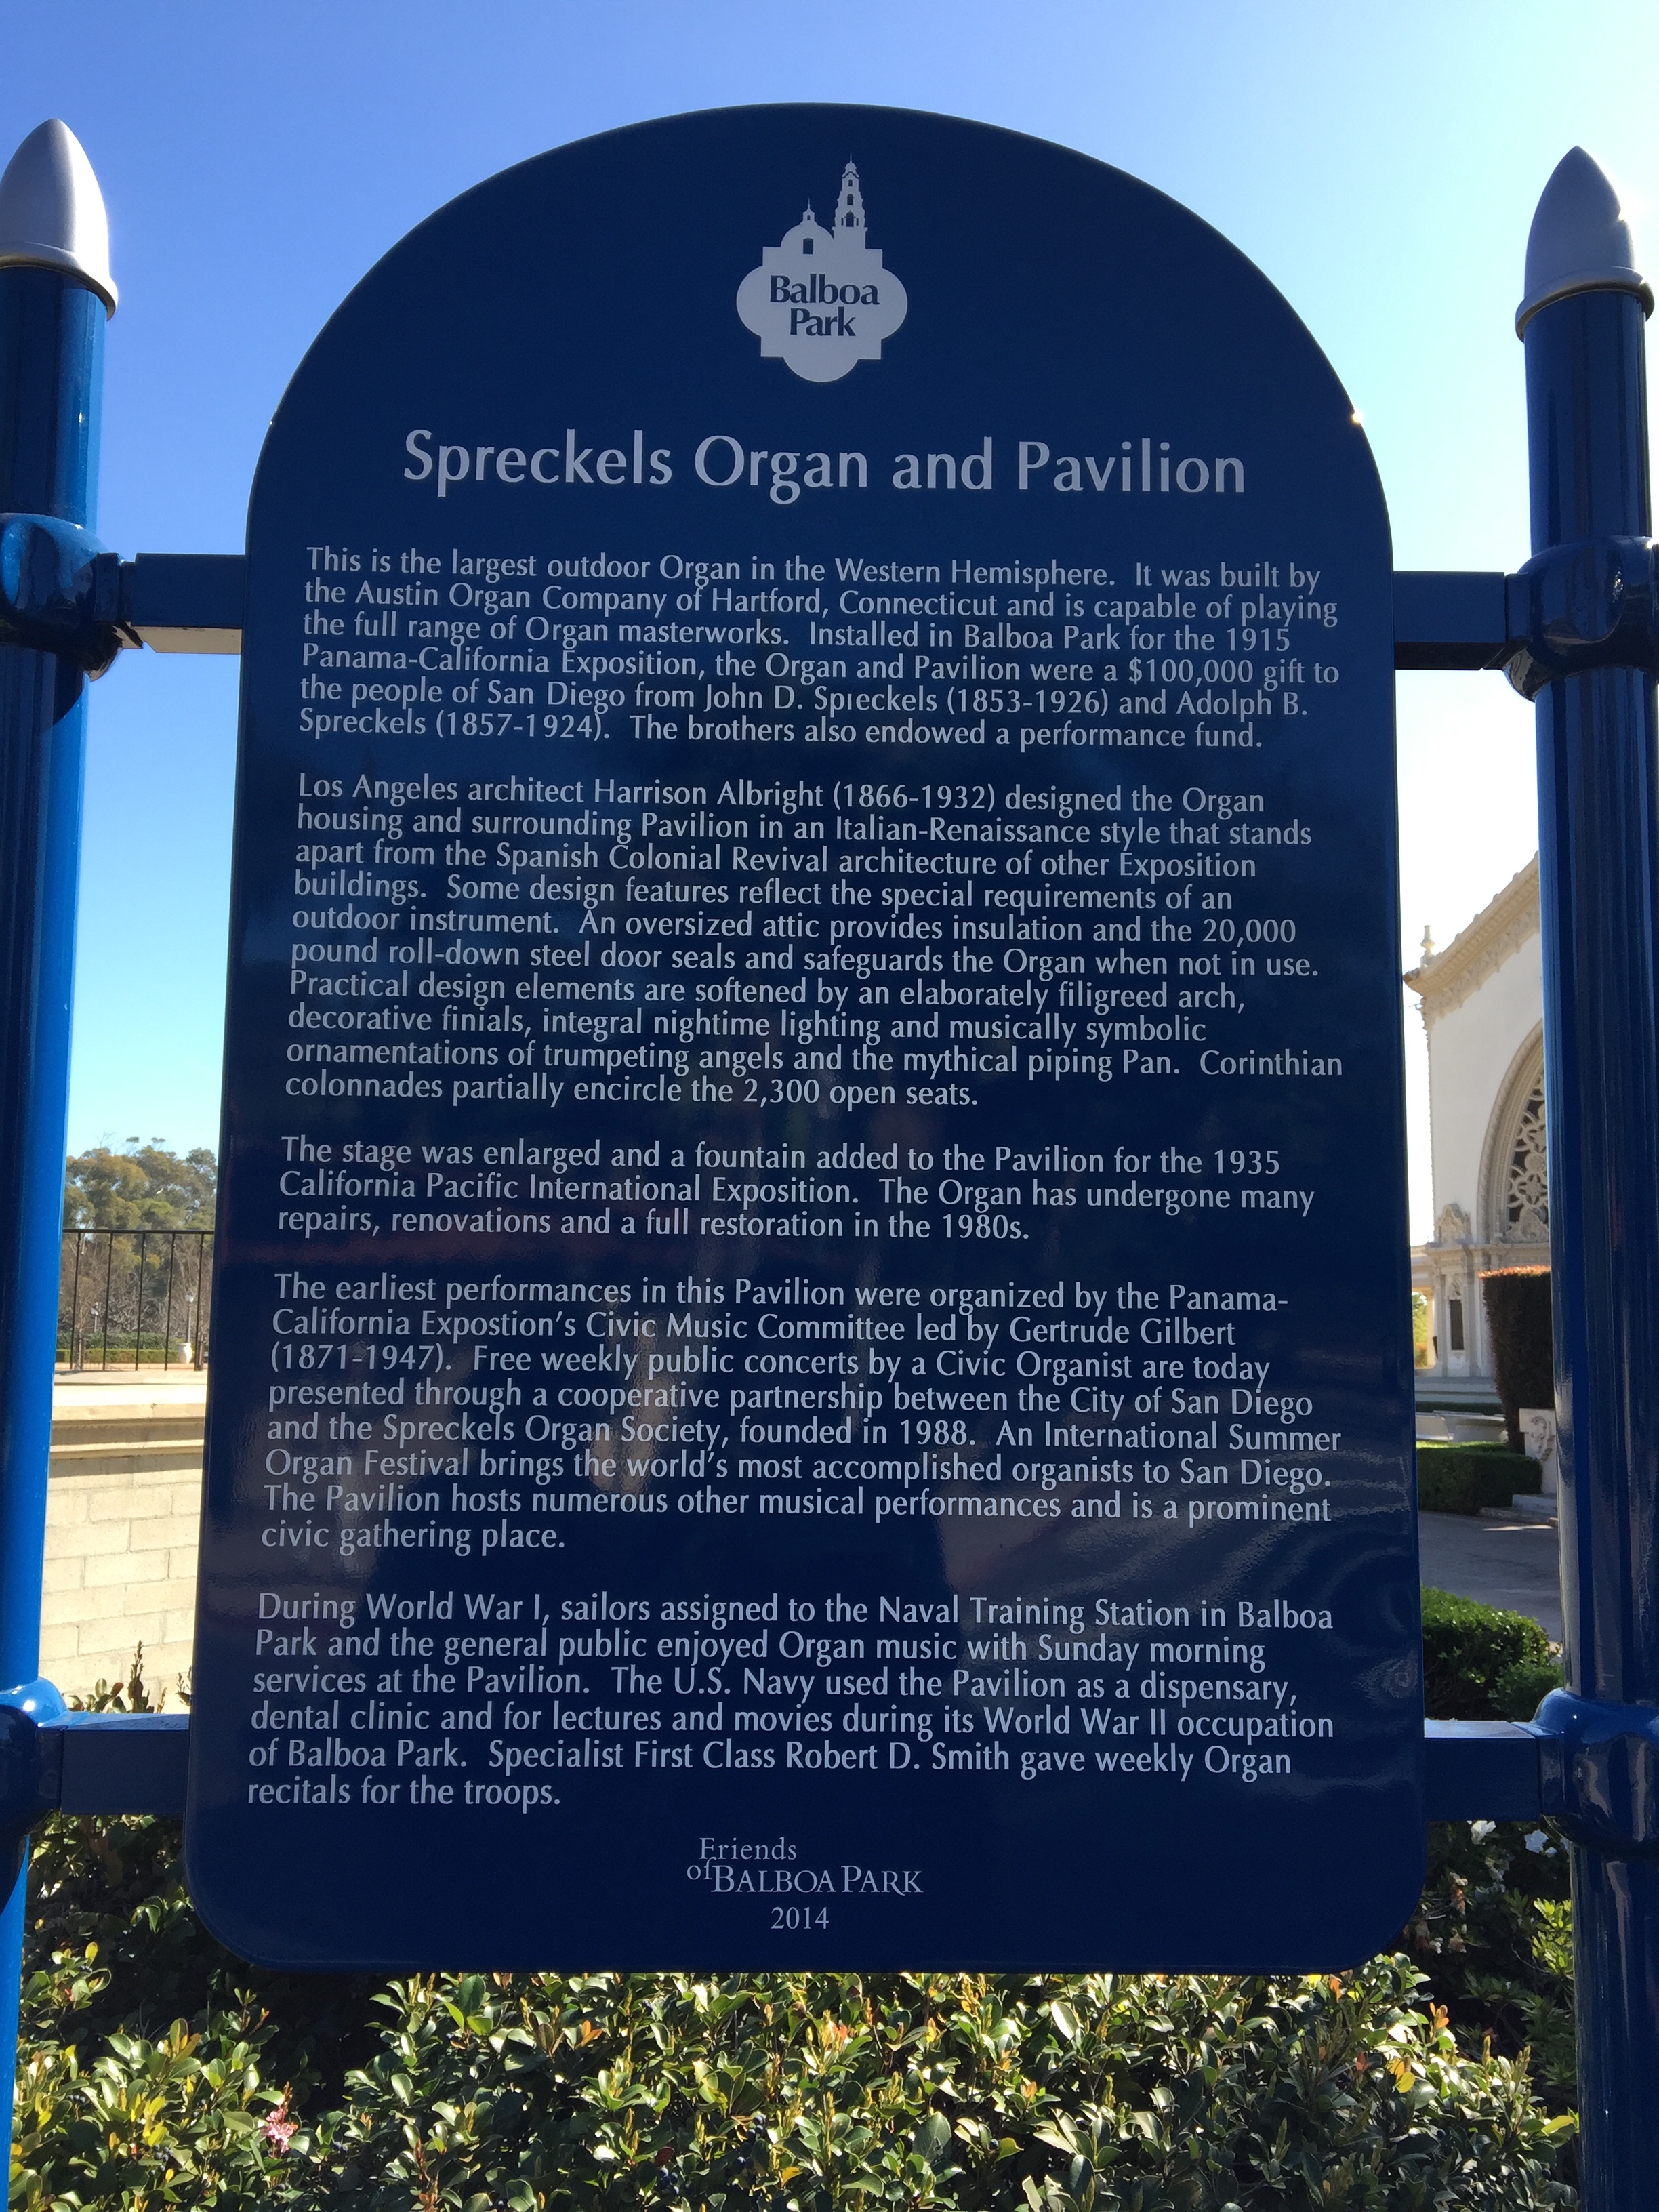 Balboa
Park
Spreckels Organ and Pavilion
This is the largest outdoor Organ in the Western Hemisphere. It was built by
the Austin Organ Company of Hartford, Connecticut and is capable of playing
the full range of Organ masterworks. Installed in Balboa Park for the 1915
Panama-California Exposition, the Organ and Pavilion were a $100,000 gift to
the people of San Diego from John D. Spreckels (1853-1926) and Adolph B.
Spreckels (1857-1924). The brothers also endowed a performance fund.
Los Angeles architect Harrison Albright (1866-1932) designed the Organ
housing and surrounding Pavilion in an Italian-Renaissance style that stands
apart from the Spanish Colonial Revival architecture of other Exposition
buildings. Some design features reflect the special requirements of an
outdoor instrument. An oversized attic provides insulation and the 20,000
pound roll-down steel door seals and safeguards the Organ when not in use.
Practical design elements are softened by an elaborately filigreed arch,
decorative finials, integral nightime lighting and musically symbolic
ornamentations of trumpeting angels and the mythical piping Pan. Corinthian
colonnades partially encircle the 2,300 open seats.
The stage was enlarged and a fountain added to the Pavilion for the 1935
California Pacific International Exposition. The Organ has undergone many
repairs, renovations and a full restoration in the 1980s.
The earliest performances in this Pavilion were organized by the Panama-
California Expostion's Civic Music Committee led by Gertrude Gilbert
(1871-1947). Free weekly public concerts by a Civic Organist are today
presented through a cooperative partnership between the City of San Diego
and the Spreckels Organ Society, founded in 1988. An International Summer
Organ Festival brings the world's most accomplished organists to San Diego.
The Pavilion hosts numerous other musical performances and is a prominent
civic gathering place.
During World War I, sailors assigned to the Naval Training Station in Balboa
Park and the general public enjoyed Organ music with Sunday morning
services at the Pavilion. The U.S. Navy used the Pavilion as a dispensary,
dental clinic and for lectures and movies during its World War II occupation
of Balboa Park. Specialist First Class Robert D. Smith gave weekly Organ
recitals for the troops.
Friends
of BALBOA PARK
2014